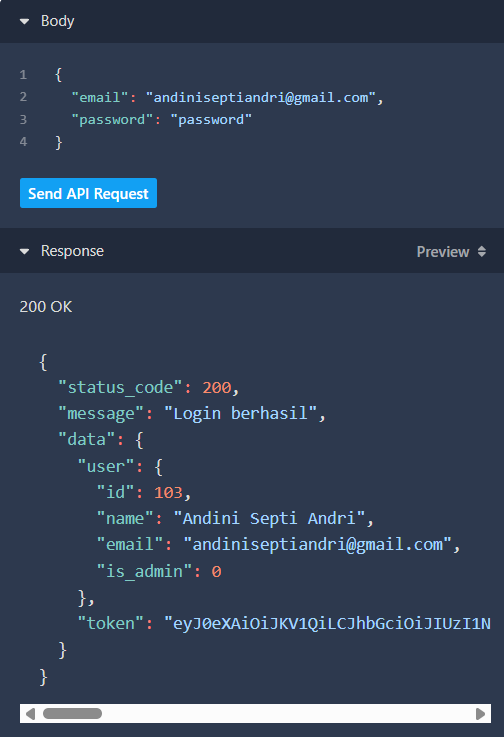 Body
1 {
2 "email": "andiniseptiandri@gmail.com",
3 "password": "password"
4 }
Send API Request
Response Preview
200 OK
{
"status_code": 200,
"message": "Login berhasil",
"data": {
"user": {
"id": 103,
"name": "Andini Septi Andri",
"email": "andiniseptiandri@gmail.com",
"is_admin": 0
},
"token": "eyJ0eXAiOiJKV1QiLCJhbGciOiJIUzI1N
}
}